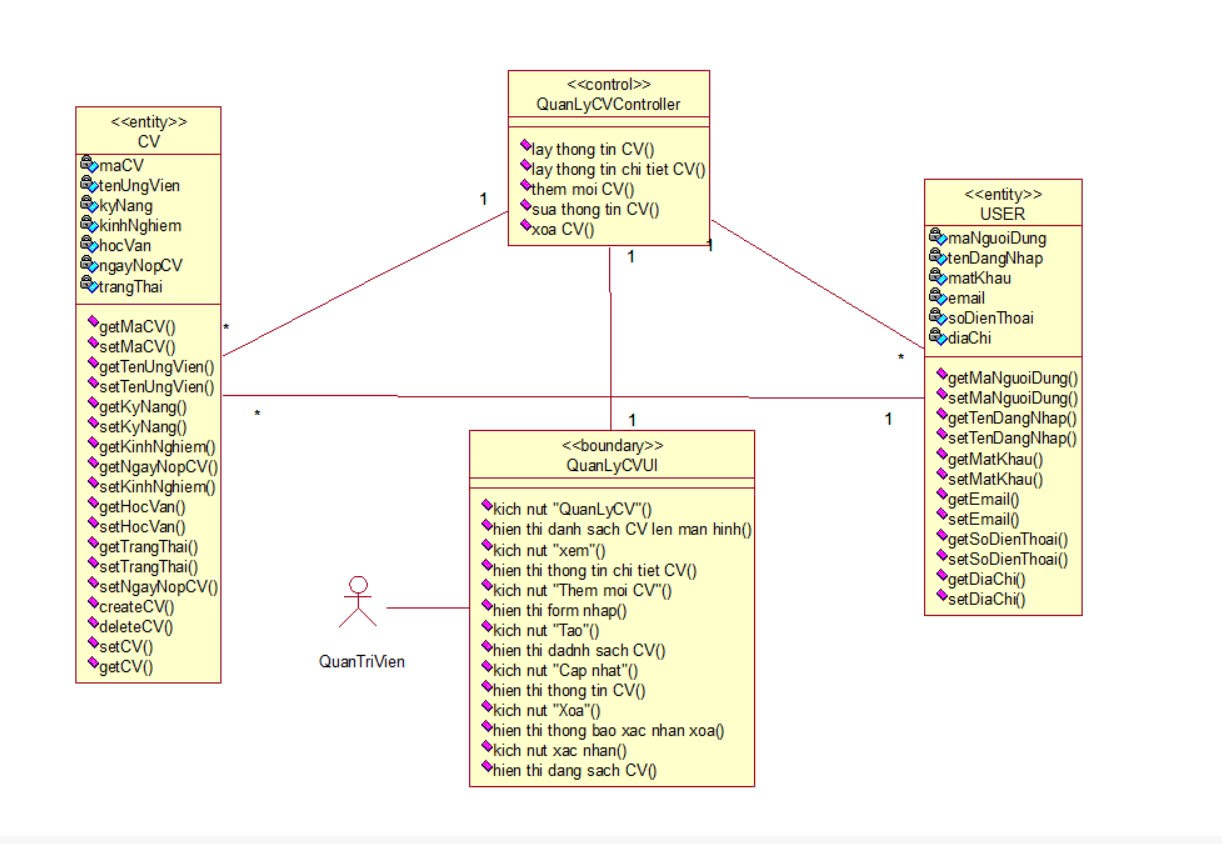 <<entity>>
CV
maCV
tenUngVien
kyNang
kinhNghiem
hocVan
ngayNopCV
trangThai
getMaCV()
setMaCV()
getTenUngVien()
setTenUngVien()
getKyNang()
setKyNang()
getKinhNghiem()
getNgayNopCV()
setKinhNghiem()
getHocVan()
setHocVan()
getTrangThai()
setTrangThai()
setNgayNopCV()
createCV()
deleteCV()
setCV()
getCV()
<<control>>
QuanLyCVController
lay thong tin CV()
lay thong tin chi tiet CV()
them moi CV()
sua thong tin CV()
xoa CV()
1
*
1
1
*
*
1
1
<<boundary>>
QuanLyCVUI
kich nut "QuanLyCV"()
hien thi danh sach CV len man hinh()
kich nut "xem"()
hien thi thong tin chi tiet CV()
kich nut "Them moi CV"()
hien thi form nhap()
kich nut "Tao"()
hien thi dadnh sach CV()
kich nut "Cap nhat"()
hien thi thong tin CV()
kich nut "Xoa"()
hien thi thong bao xac nhan xoa()
kich nut xac nhan()
hien thi dang sach CV()
QuanTriVien
<<entity>>
USER
maNguoiDung
tenDangNhap
matKhau
email
soDienThoai
diaChi
getMaNguoiDung()
setMaNguoiDung()
getTenDangNhap()
setTenDangNhap()
getMatKhau()
setMatKhau()
getEmail()
setEmail()
getSoDienThoai()
setSoDienThoai()
getDiaChi()
setDiaChi()